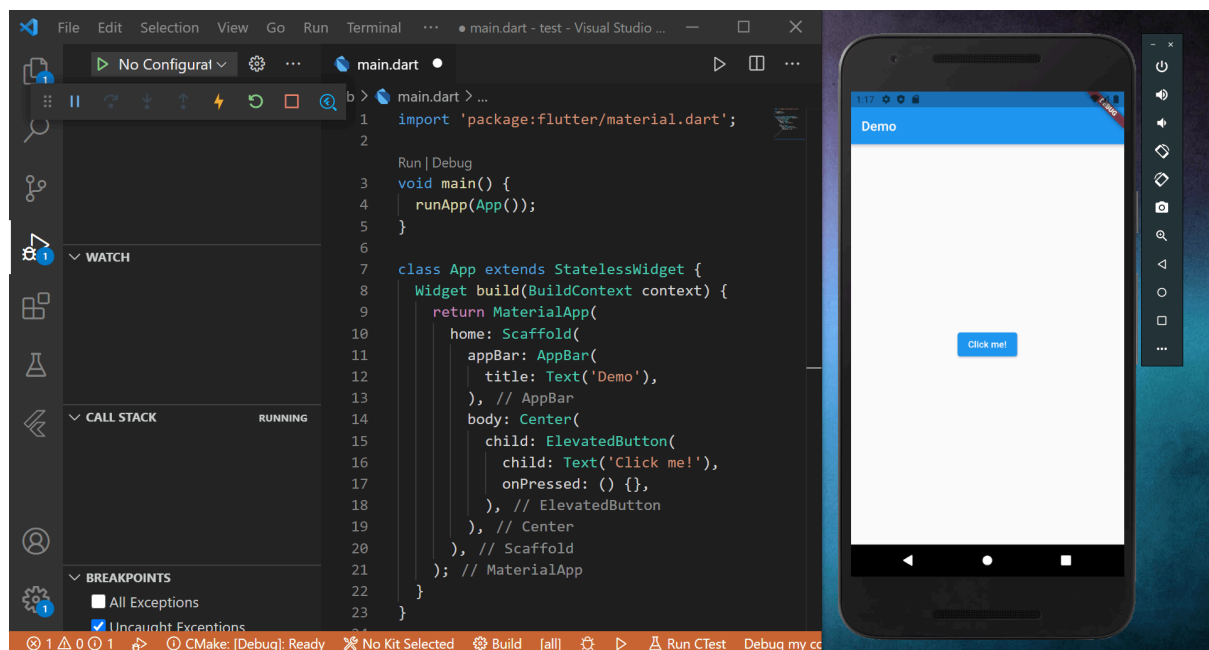 File Edit Selection View Go Run Terminal ··· ● main.dart - test - Visual Studio ...
No Configurat
main.dart
main.dart > ...
1 import 'package:flutter/material.dart';
2
Run | Debug
3 void main() {
4 runApp(App());
5 }
6
7 class App extends StatelessWidget {
8 Widget build(BuildContext context) {
9 return MaterialApp(
10 home: Scaffold(
11 appBar: AppBar(
12 title: Text('Demo'),
13 ), // AppBar
14 body: Center(
15 child: ElevatedButton(
16 child: Text('Click me!'),
17 onPressed: () {},
18 ), // ElevatedButton
19 ), // Center
20 ), // Scaffold
21 ); // MaterialApp
22 }
23 }
1
1
1
WATCH
CALL STACK RUNNING
BREAKPOINTS
All Exceptions
Uncaught Exceptions
1 0 1 CMake: [Debug]: Ready No Kit Selected Build [all] Run CTest Debug my
1:17
DEBUG
Demo
Click me!